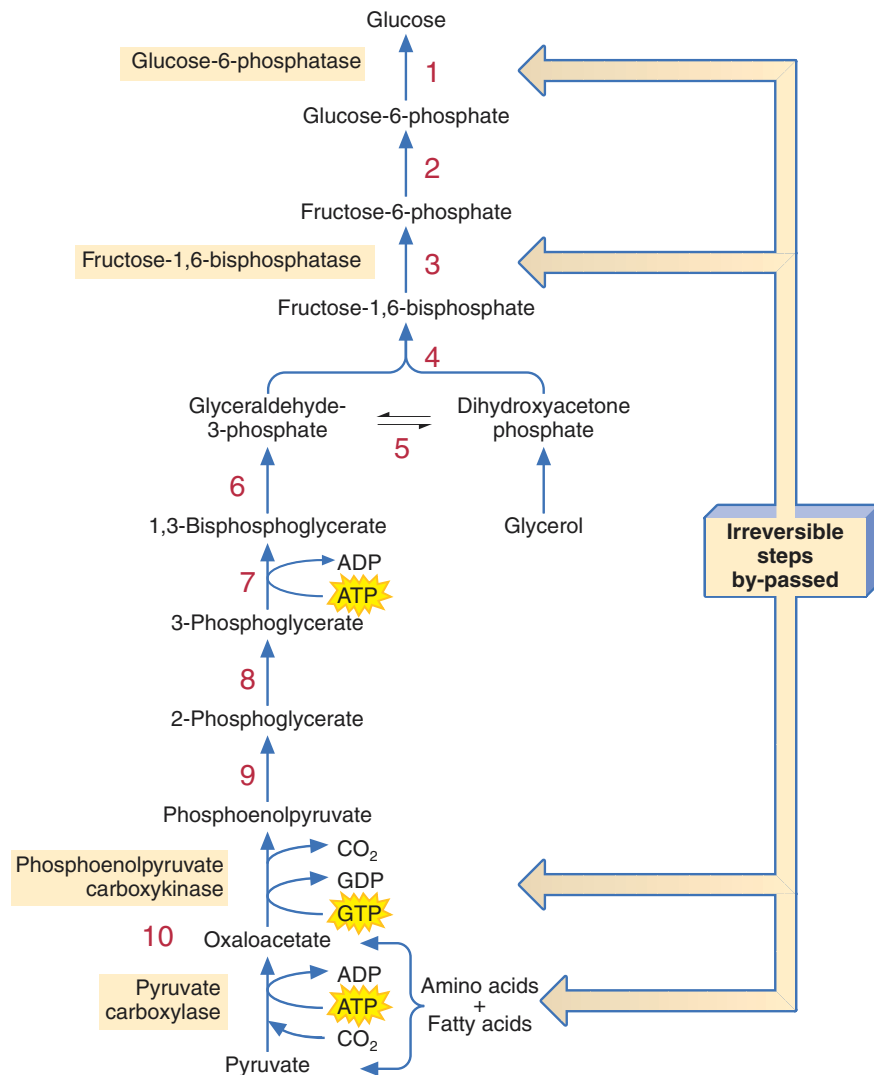 Glucose
Glucose-6-phosphatase
1
Glucose-6-phosphate
2
Fructose-6-phosphate
Fructose-1,6-bisphosphatase
3
Fructose-1,6-bisphosphate
4
Glyceraldehyde-
3-phosphate
5
Dihydroxyacetone
phosphate
6
Glycerol
1,3-Bisphosphoglycerate
Irreversible
steps
by-passed
7
ADP
ATP
3-Phosphoglycerate
8
2-Phosphoglycerate
9
Phosphoenolpyruvate
Phosphoenolpyruvate
carboxykinase
CO2
GDP
GTP
10
Oxaloacetate
Pyruvate
carboxylase
ADP
ATP
CO2
Amino acids
+
Fatty acids
Pyruvate